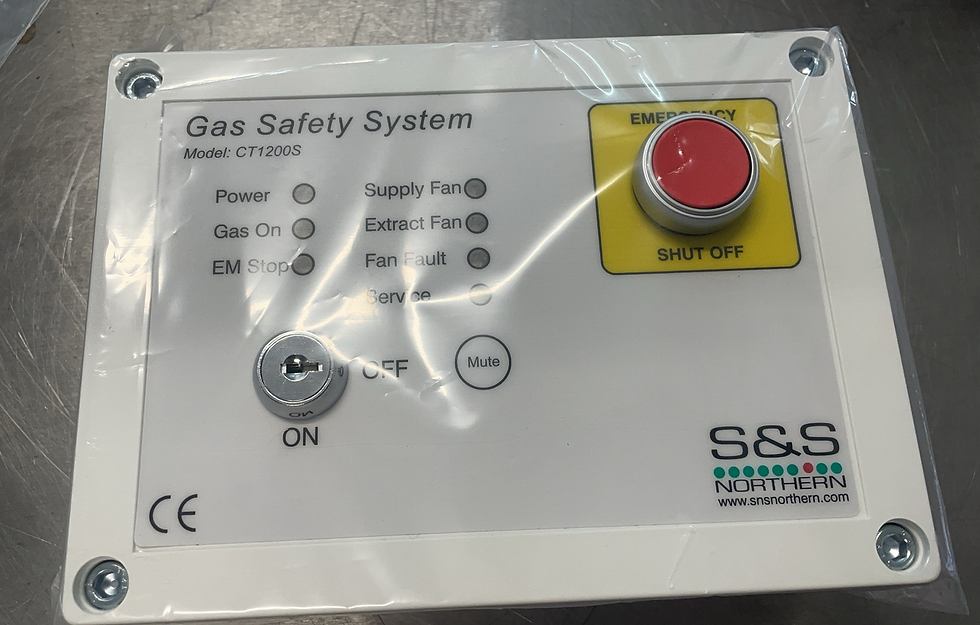 Gas Safety System
Model: CT1200S
Power
Gas On
EM Stop
Supply Fan
Extract Fan
Fan Fault
Service
EMERGENCY
SHUT OFF
OFF
ON
ON
Mute
CE
S&S
NORTHERN
www.snsnorthern.com